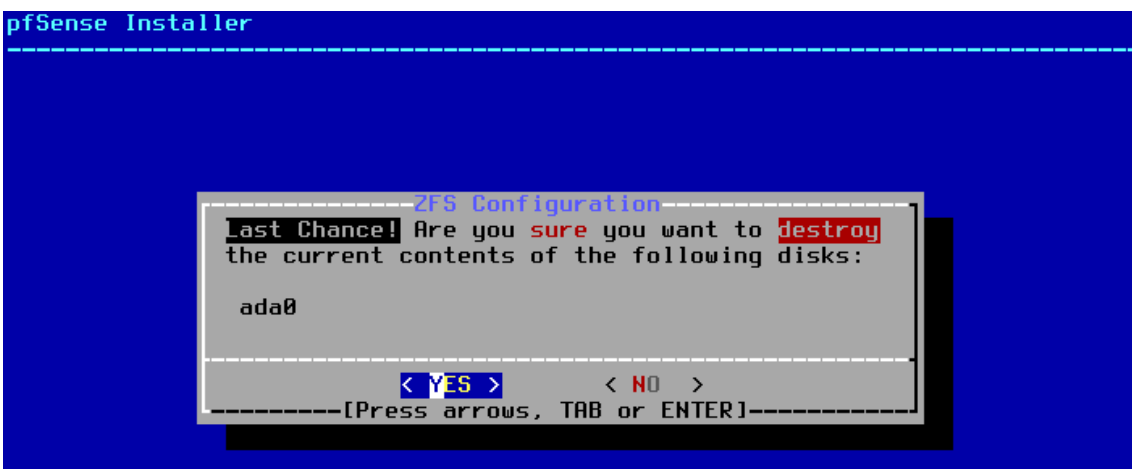 pfSense Installer
ZFS Configuration
Last Chance! Are you sure you want to destroy
the current contents of the following disks:
ada0
< YES > < NO >
[Press arrows, TAB or ENTER]